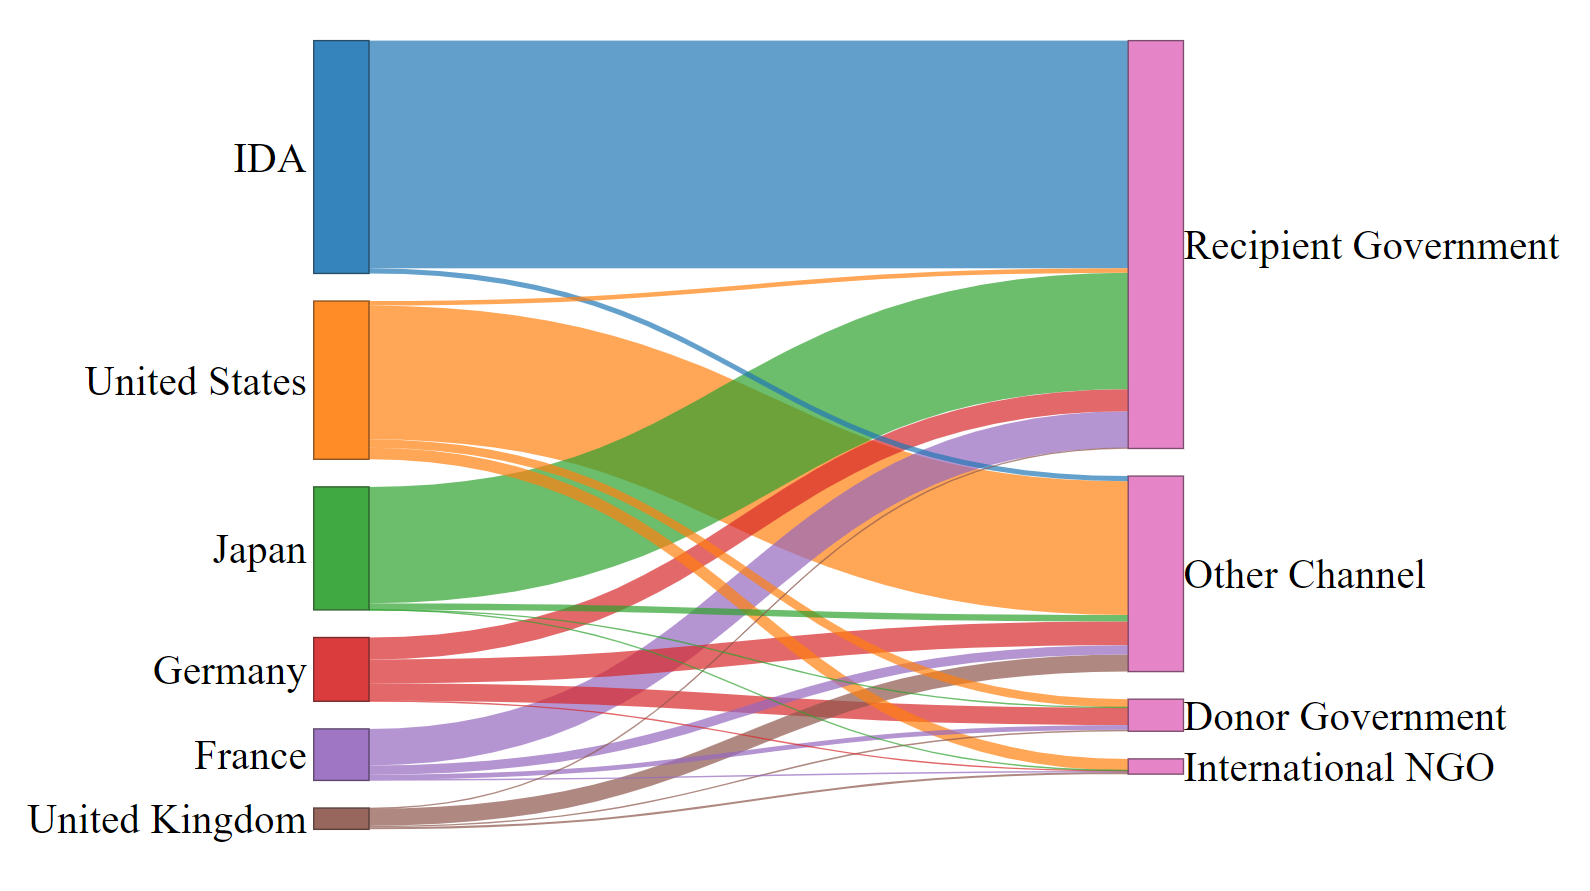 IDA
United States
Japan
Germany
France
United Kingdom
Recipient Government
Other Channel
Donor Government
International NGO